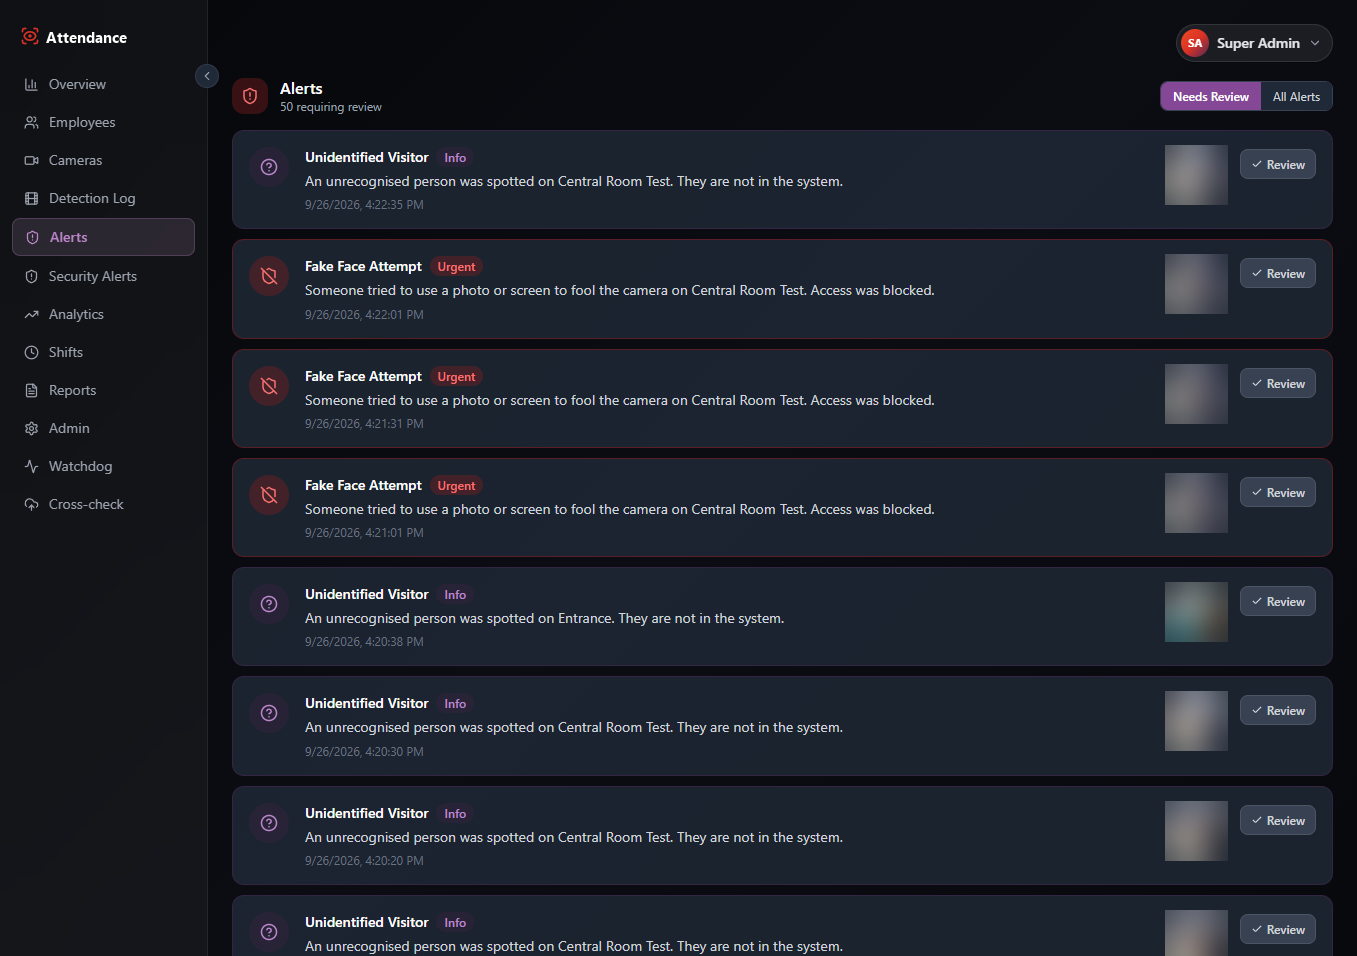 Attendance
Overview
Employees
Cameras
Detection Log
Alerts
Security Alerts
Analytics
Shifts
Reports
Admin
Watchdog
Cross-check
SA Super Admin
Alerts
50 requiring review
Needs Review All Alerts
Unidentified Visitor Info
An unrecognised person was spotted on Central Room Test. They are not in the system.
9/26/2026, 4:22:35 PM
Review
Fake Face Attempt Urgent
Someone tried to use a photo or screen to fool the camera on Central Room Test. Access was blocked.
9/26/2026, 4:22:01 PM
Review
Fake Face Attempt Urgent
Someone tried to use a photo or screen to fool the camera on Central Room Test. Access was blocked.
9/26/2026, 4:21:31 PM
Review
Fake Face Attempt Urgent
Someone tried to use a photo or screen to fool the camera on Central Room Test. Access was blocked.
9/26/2026, 4:21:01 PM
Review
Unidentified Visitor Info
An unrecognised person was spotted on Entrance. They are not in the system.
9/26/2026, 4:20:38 PM
Review
Unidentified Visitor Info
An unrecognised person was spotted on Central Room Test. They are not in the system.
9/26/2026, 4:20:30 PM
Review
Unidentified Visitor Info
An unrecognised person was spotted on Central Room Test. They are not in the system.
9/26/2026, 4:20:20 PM
Review
Unidentified Visitor Info
An unrecognised person was spotted on Central Room Test. They are not in the system.
Review